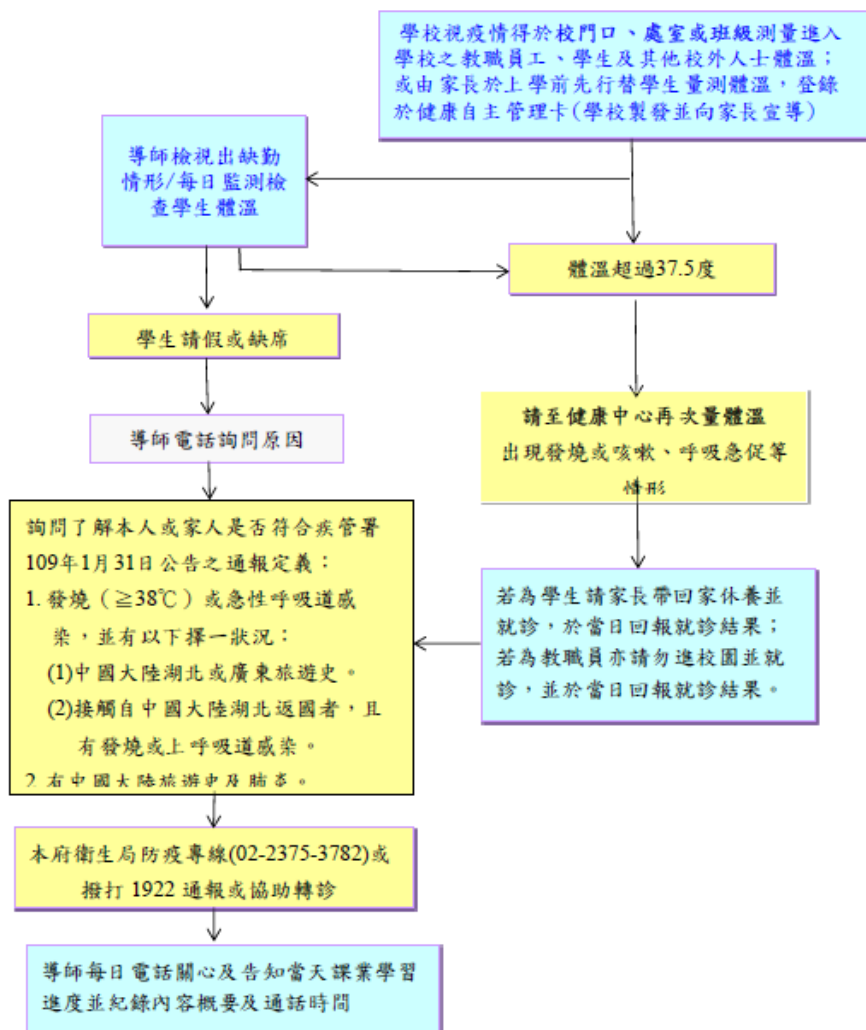 學校視疫情得於校門口、處室或班級測量進入
學校之教職員工、學生及其他校外人士體溫；
或由家長於上學前先行替學生量測體溫，登錄
於健康自主管理卡(學校製發並向家長宣導)
導師檢視出缺勤
情形/每日監測檢
查學生體溫
體溫超過37.5度
學生請假或缺席
請至健康中心再次量體溫
出現發燒或咳嗽、呼吸急促等
情形
導師電話詢問原因
詢問了解本人或家人是否符合疾管署
109年1月31日公告之通報定義：
1. 發燒（≧38℃）或急性呼吸道感
染，並有以下擇一狀況：
(1)中國大陸湖北或廣東旅遊史。
(2)接觸自中國大陸湖北返國者，且
有發燒或上呼吸道感染。
2. 有中國大陸旅遊史及肺炎。
若為學生請家長帶回家休養並
就診，於當日回報就診結果；
若為教職員亦請勿進校園並就
診，並於當日回報就診結果。
本府衛生局防疫專線(02-2375-3782)或
撥打 1922 通報或協助轉診
導師每日電話關心及告知當天課業學習
進度並紀錄內容概要及通話時間